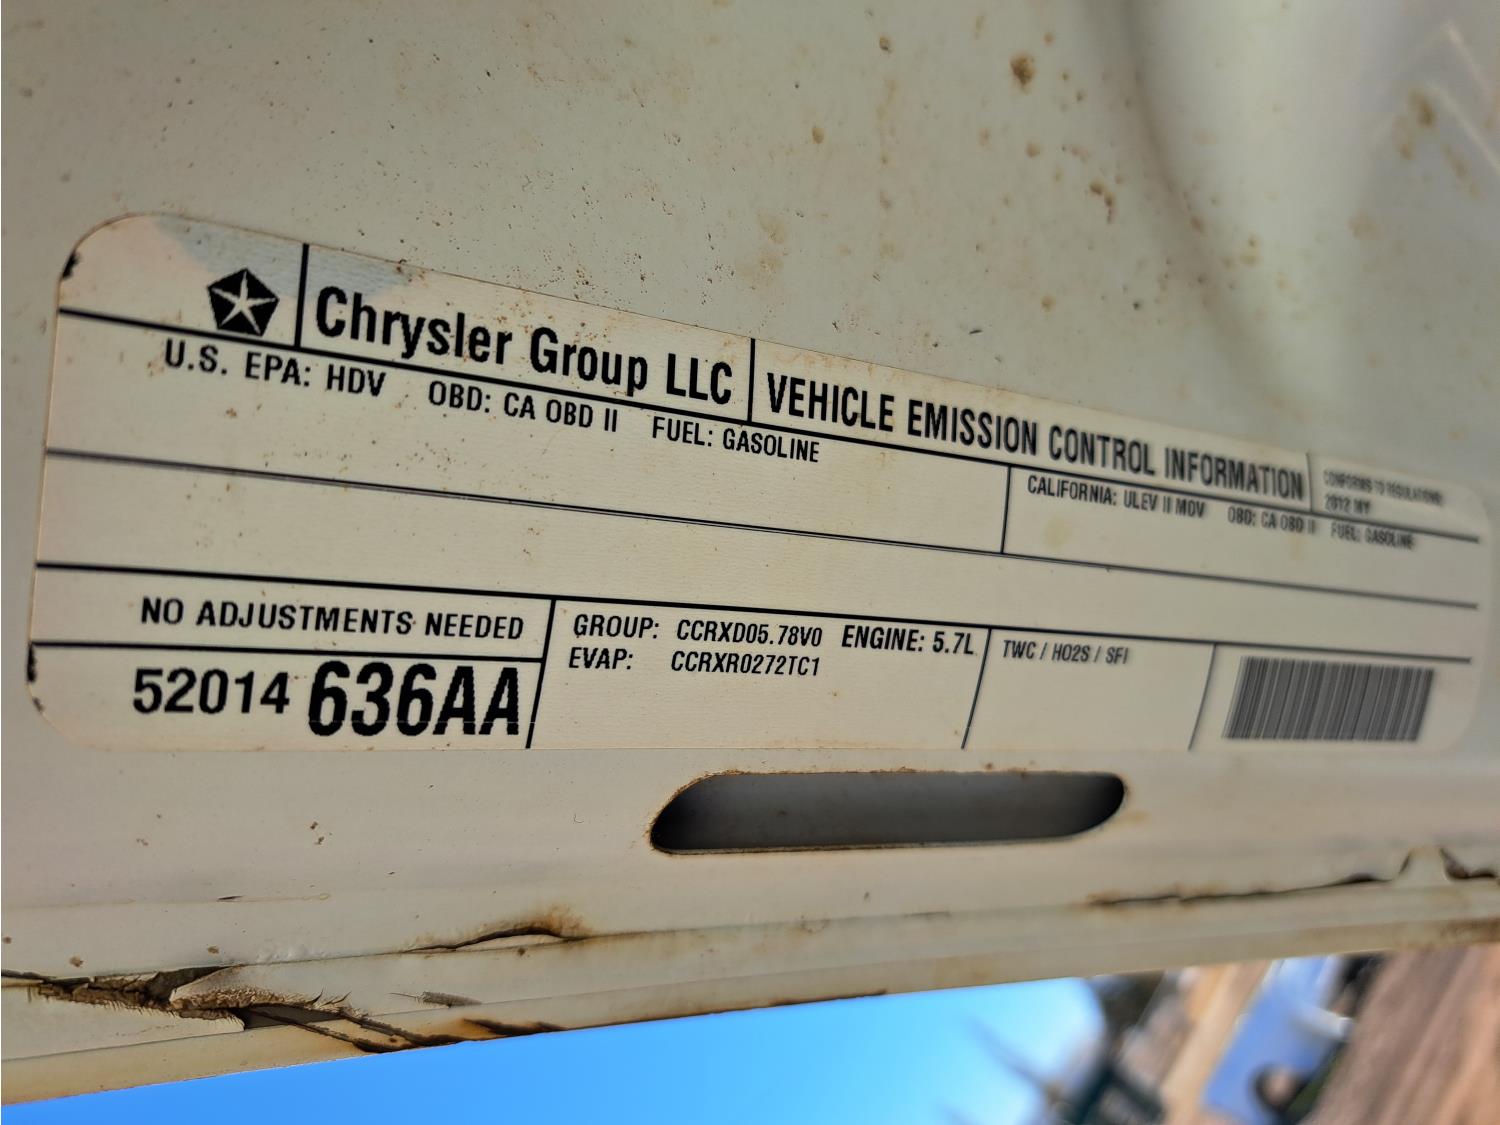 Chrysler Group LLC
VEHICLE EMISSION CONTROL INFORMATION
CONFORMS TO REGULATIONS:
2012 MY
U.S. EPA: HDV OBD: CA OBD II FUEL: GASOLINE
CALIFORNIA: ULEV II MDV OBD: CA OBD II FUEL: GASOLINE
NO ADJUSTMENTS NEEDED
52014 636AA
GROUP: CCRXD05.78V0 ENGINE: 5.7L
EVAP: CCRXR0272TC1
TWC / HO2S / SFI